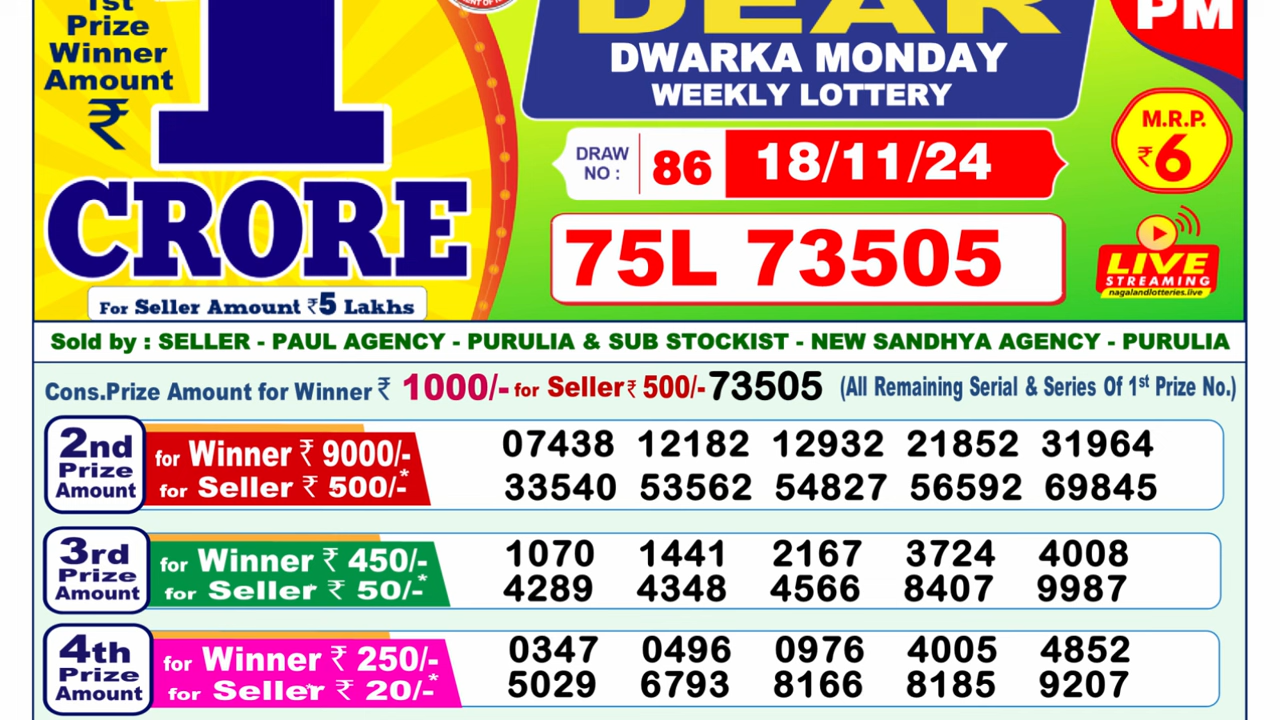 1st
Prize
Winner
Amount
₹
1
CRORE
For Seller Amount ₹5 Lakhs
DEAR
DWARKA MONDAY
WEEKLY LOTTERY
PM
DRAW NO : 86 18/11/24
M.R.P.
₹6
75L 73505
LIVE
STREAMING
nagalandlotteries.live
Sold by : SELLER - PAUL AGENCY - PURULIA & SUB STOCKIST - NEW SANDHYA AGENCY - PURULIA
Cons.Prize Amount for Winner ₹ 1000/- for Seller ₹ 500/- 73505 (All Remaining Serial & Series Of 1st Prize No.)
2nd
Prize
Amount
for Winner ₹ 9000/-
for Seller ₹ 500/-*
07438 12182 12932 21852 31964
33540 53562 54827 56592 69845
3rd
Prize
Amount
for Winner ₹ 450/-
for Seller ₹ 50/-*
1070 1441 2167 3724 4008
4289 4348 4566 8407 9987
4th
Prize
Amount
for Winner ₹ 250/-
for Seller ₹ 20/-*
0347 0496 0976 4005 4852
5029 6793 8166 8185 9207